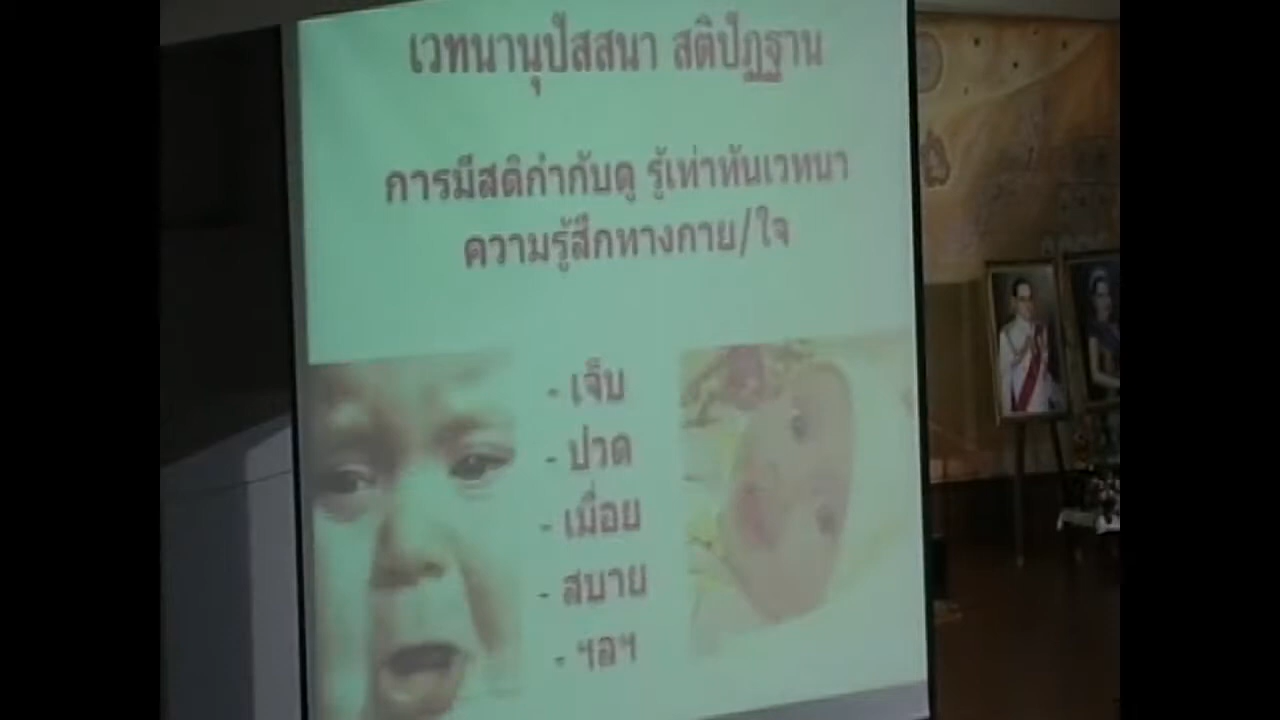 เวทนานุปัสสนา สติปัฏฐาน
การมีสติกำกับดู รู้เท่าทันเวทนา
ความรู้สึกทางกาย/ใจ
- เจ็บ
- ปวด
- เมื่อย
- สบาย
- ฯลฯ